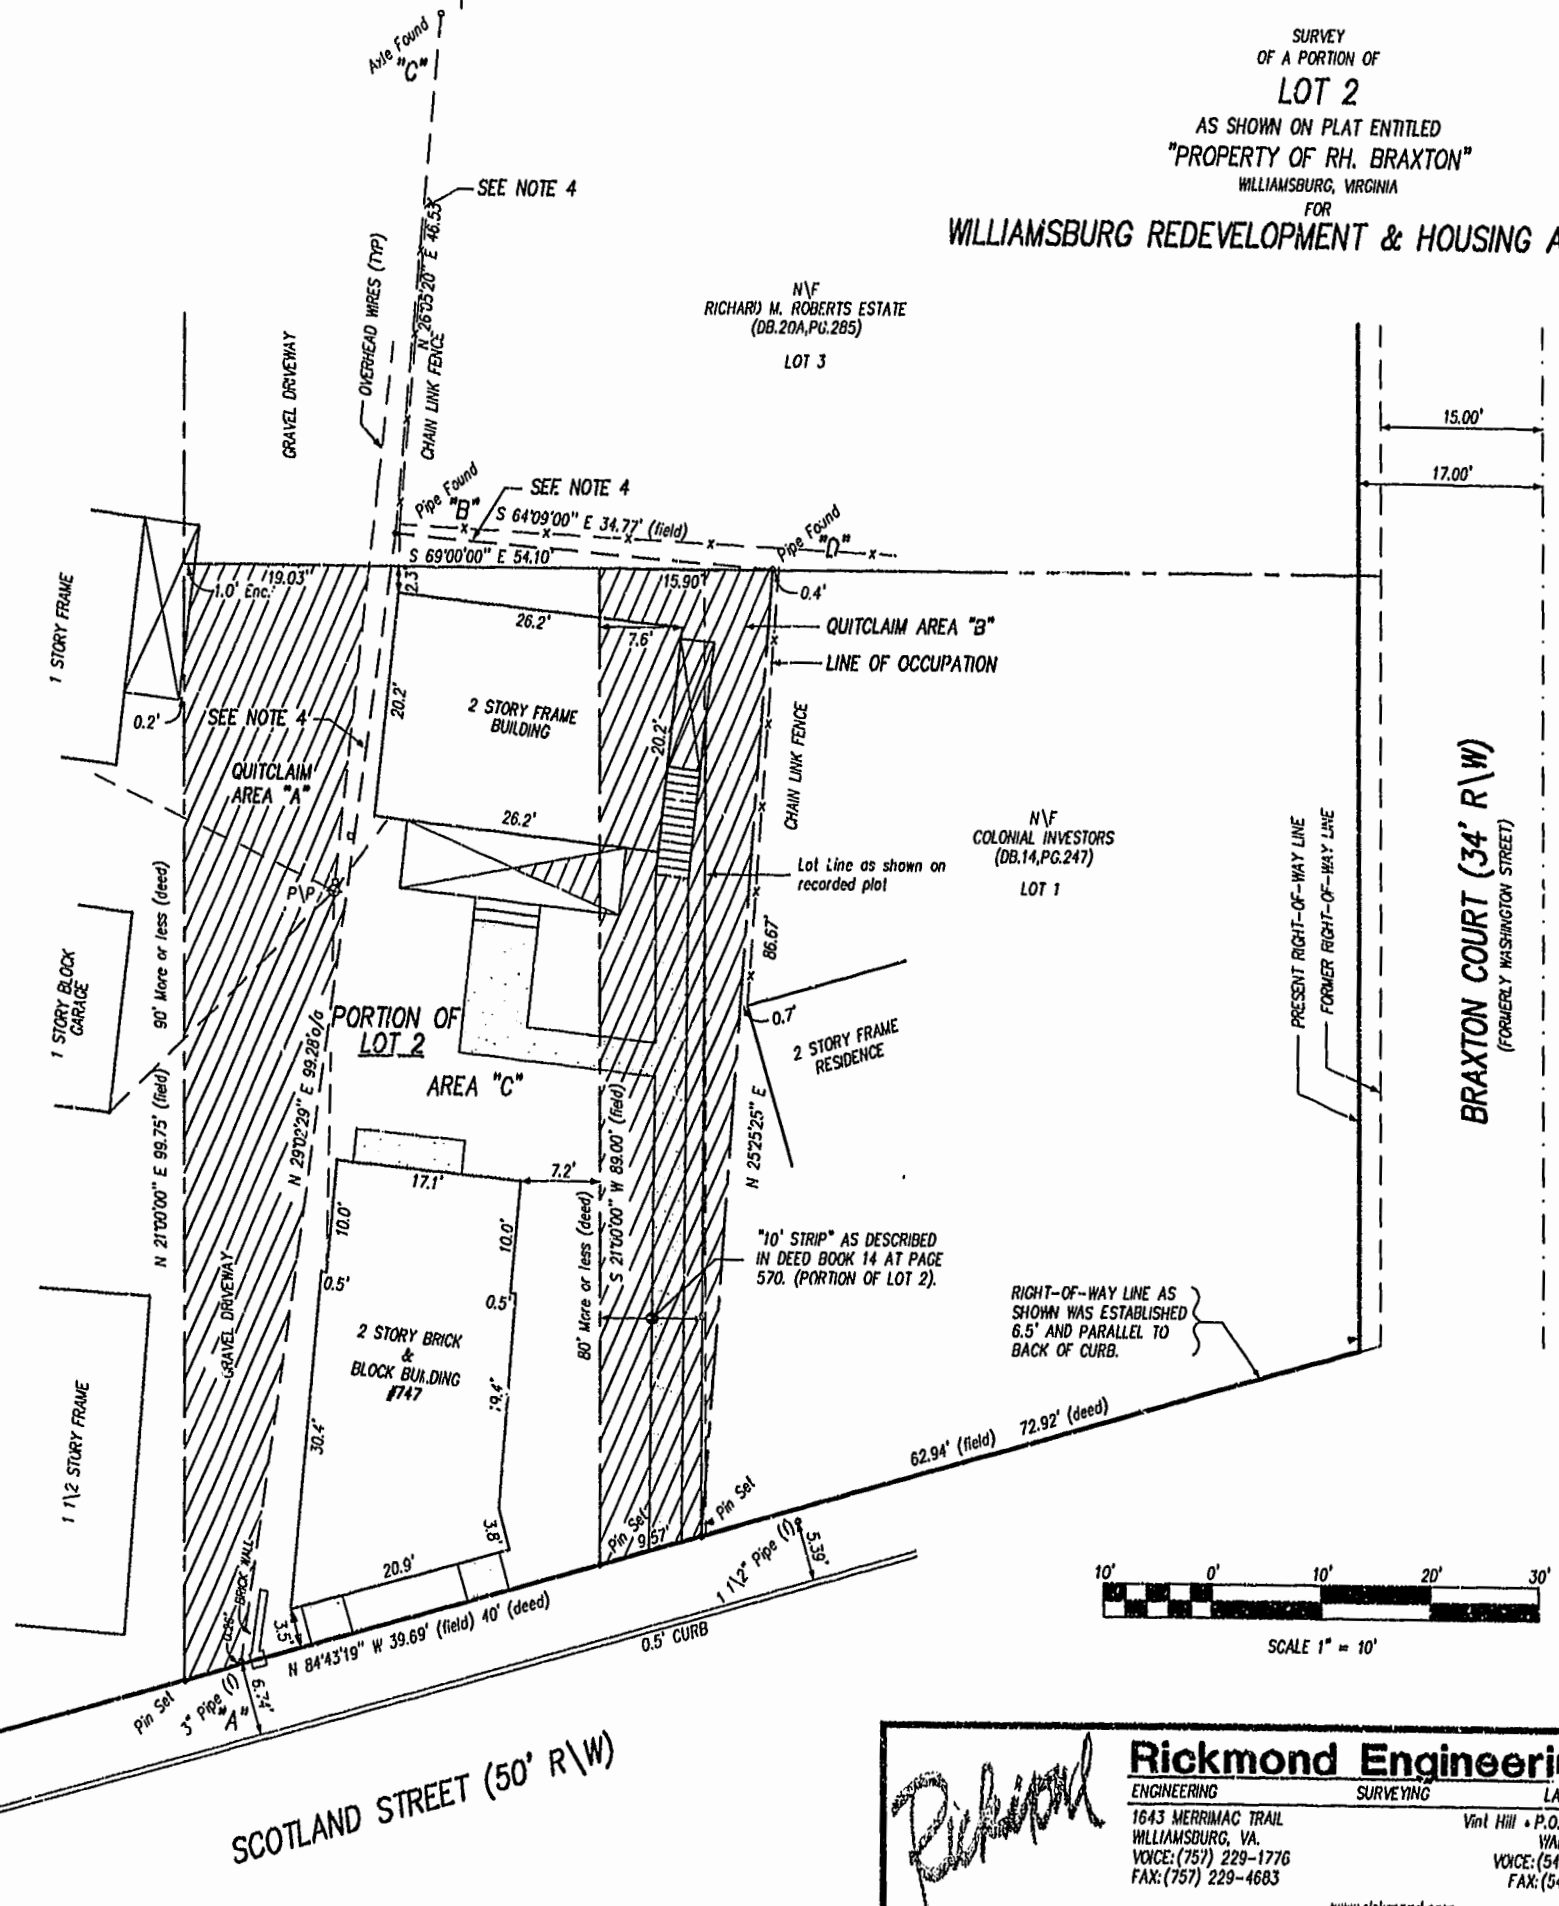 SURVEY
OF A PORTION OF
LOT 2
AS SHOWN ON PLAT ENTITLED
"PROPERTY OF RH. BRAXTON"
WILLIAMSBURG, VIRGINIA
FOR
WILLIAMSBURG REDEVELOPMENT & HOUSING A
Axle Found
"C"
SEE NOTE 4
N 26°05'20" E 46.53'
OVERHEAD WIRES (TYP)
GRAVEL DRIVEWAY
CHAIN LINK FENCE
N\F
RICHARD M. ROBERTS ESTATE
(DB.20A,PG.285)
LOT 3
15.00'
17.00'
Pipe Found
"B"
SEE NOTE 4
S 64°09'00" E 34.77' (field)
S 69°00'00" E 54.10'
Pipe Found
"D"
1 STORY FRAME
19.03'
1.0' Enc.
2.3'
15.90'
0.4'
26.2'
7.6'
QUITCLAIM AREA "B"
LINE OF OCCUPATION
0.2'
SEE NOTE 4
20.2'
2 STORY FRAME
BUILDING
20.2'
CHAIN LINK FENCE
QUITCLAIM
AREA "A"
26.2'
N\F
COLONIAL INVESTORS
(DB.14,PG.247)
LOT 1
Lot Line as shown on
recorded plot
P\P
90' More or less (deed)
86.67'
1 STORY BLOCK
GARAGE
PORTION OF
LOT 2
AREA "C"
0.7'
2 STORY FRAME
RESIDENCE
PRESENT RIGHT-OF-WAY LINE
FORMER RIGHT-OF-WAY LINE
BRAXTON COURT (34' R\W)
(FORMERLY WASHINGTON STREET)
N 21°00'00" E 99.75' (field)
N 29°02'29" E 99.28' o/a
S 21°00'00" W 89.00' (field)
N 25°25'25" E
17.1'
7.2'
10.0'
10.0'
80' More or less (deed)
"10' STRIP" AS DESCRIBED
IN DEED BOOK 14 AT PAGE
570. (PORTION OF LOT 2).
0.5'
0.5'
GRAVEL DRIVEWAY
2 STORY BRICK
&
BLOCK BUILDING
#747
RIGHT-OF-WAY LINE AS
SHOWN WAS ESTABLISHED
6.5' AND PARALLEL TO
BACK OF CURB.
1 1\2 STORY FRAME
30.4'
62.94' (field) 72.92' (deed)
Pin Set
Pin Set
9.57'
3.8'
20.9'
BRICK WALL
0.26'
3.5'
1 1\2" Pipe (f)
5.39'
10' 0' 10' 20' 30'
SCALE 1" = 10'
N 84°43'19" W 39.69' (field) 40' (deed)
0.5' CURB
Pin Set
3" Pipe (f)
"A"
6.74'
SCOTLAND STREET (50' R\W)
Rickmond
Rickmond Engineeri
ENGINEERING SURVEYING LA
1643 MERRIMAC TRAIL
WILLIAMSBURG, VA.
VOICE:(757) 229-1776
FAX:(757) 229-4683
Vint Hill • P.O.
WA
VOICE:(54
FAX:(54